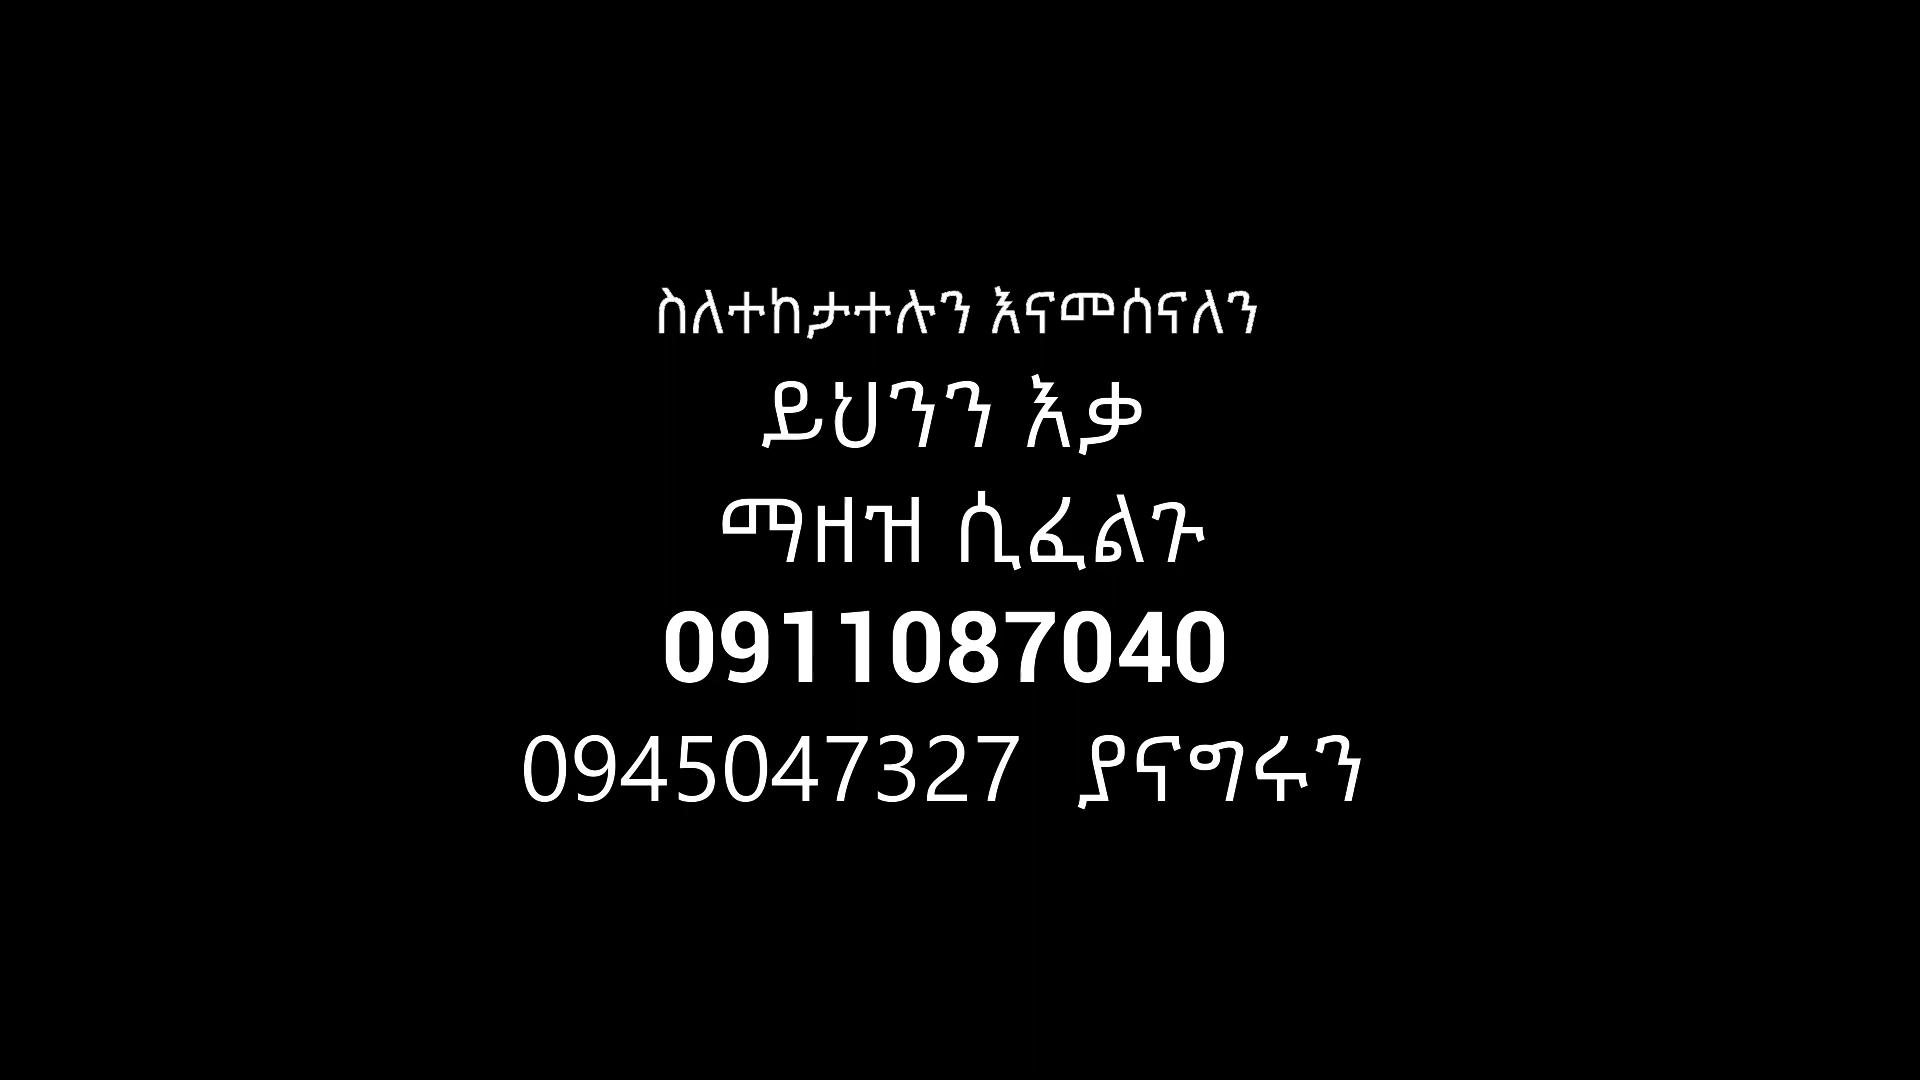 ስለተከታተሉን እናመሰናለን
ይህንን እቃ
ማዘዝ ሲፈልጉ
0911087040
0945047327 ያናግሩን